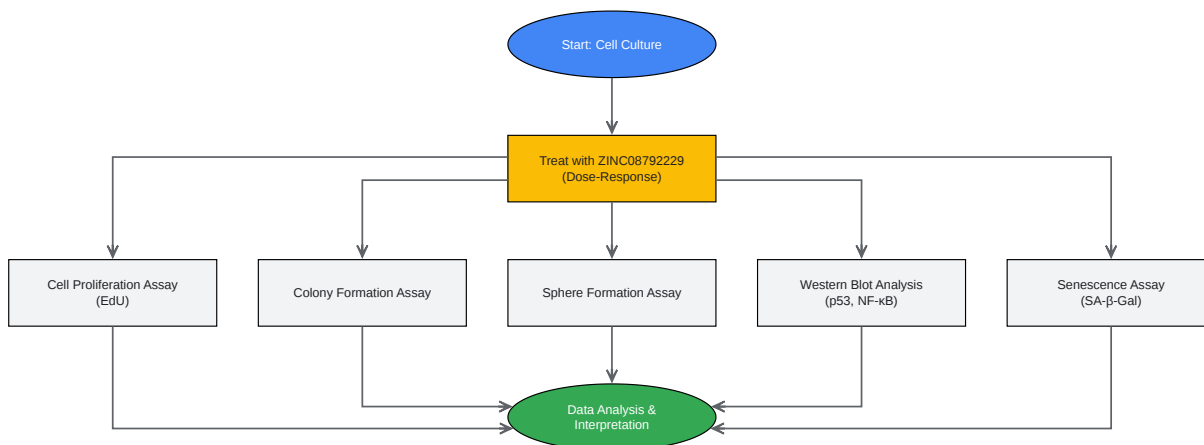 Start: Cell Culture
Treat with ZINC08792229
(Dose-Response)
Cell Proliferation Assay
(EdU)
Colony Formation Assay
Sphere Formation Assay
Western Blot Analysis
(p53, NF-κB)
Senescence Assay
(SA-β-Gal)
Data Analysis &
Interpretation